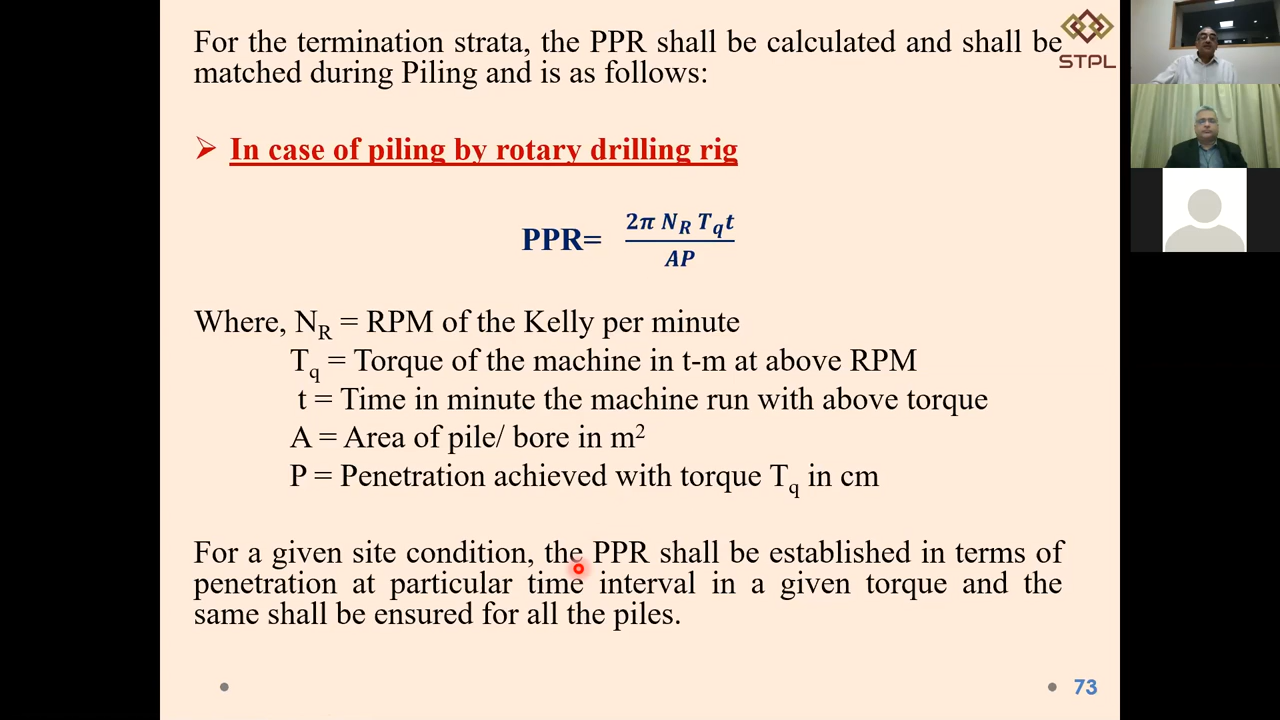 For the termination strata, the PPR shall be calculated and shall be
matched during Piling and is as follows:
STPL
➢ In case of piling by rotary drilling rig
PPR= 2π N_R T_q t / AP
Where, N_R = RPM of the Kelly per minute
T_q = Torque of the machine in t-m at above RPM
t = Time in minute the machine run with above torque
A = Area of pile/ bore in m²
P = Penetration achieved with torque T_q in cm
For a given site condition, the PPR shall be established in terms of
penetration at particular time interval in a given torque and the
same shall be ensured for all the piles.
73